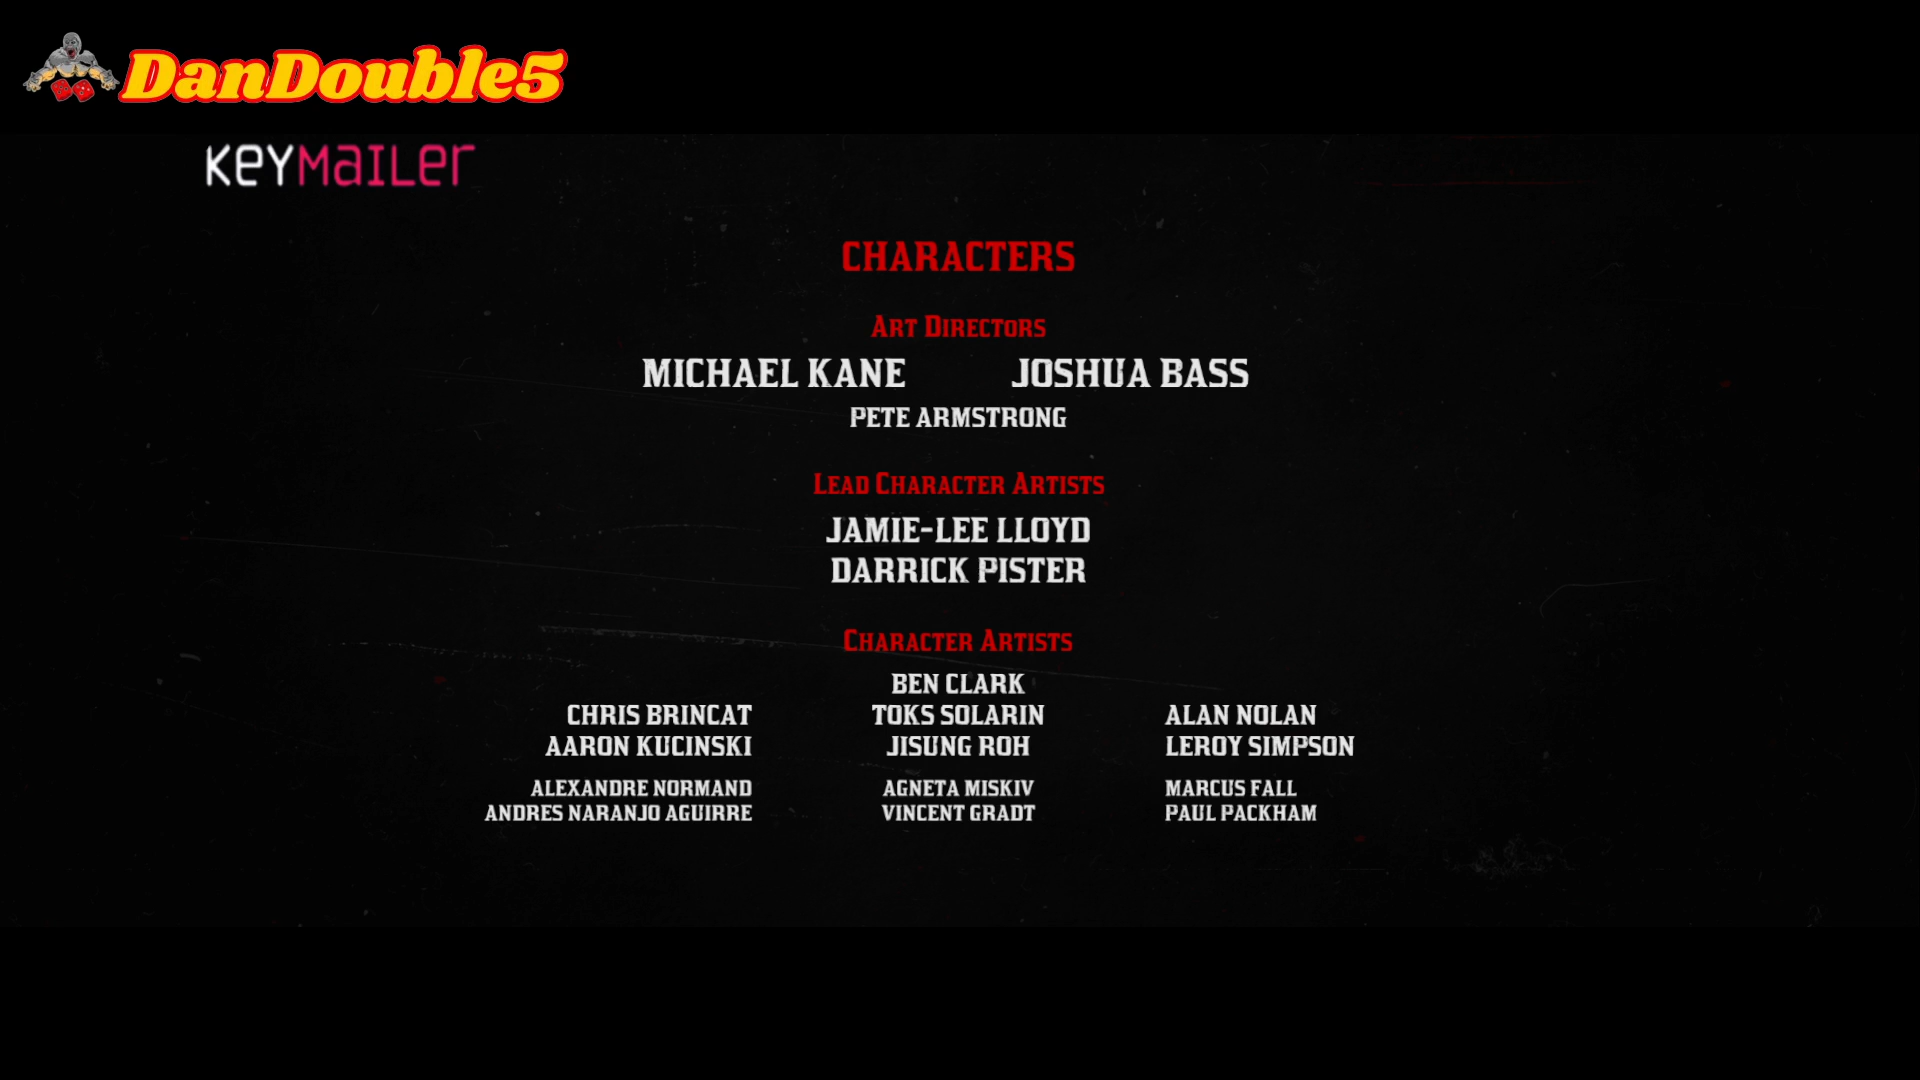 DanDouble5
KEYMAILER
CHARACTERS
ART DIRECTORS
MICHAEL KANE JOSHUA BASS
PETE ARMSTRONG
LEAD CHARACTER ARTISTS
JAMIE-LEE LLOYD
DARRICK PISTER
CHARACTER ARTISTS
BEN CLARK
CHRIS BRINCAT TOKS SOLARIN ALAN NOLAN
AARON KUCINSKI JISUNG ROH LEROY SIMPSON
ALEXANDRE NORMAND AGNETA MISKIV MARCUS FALL
ANDRES NARANJO AGUIRRE VINCENT GRADT PAUL PACKHAM